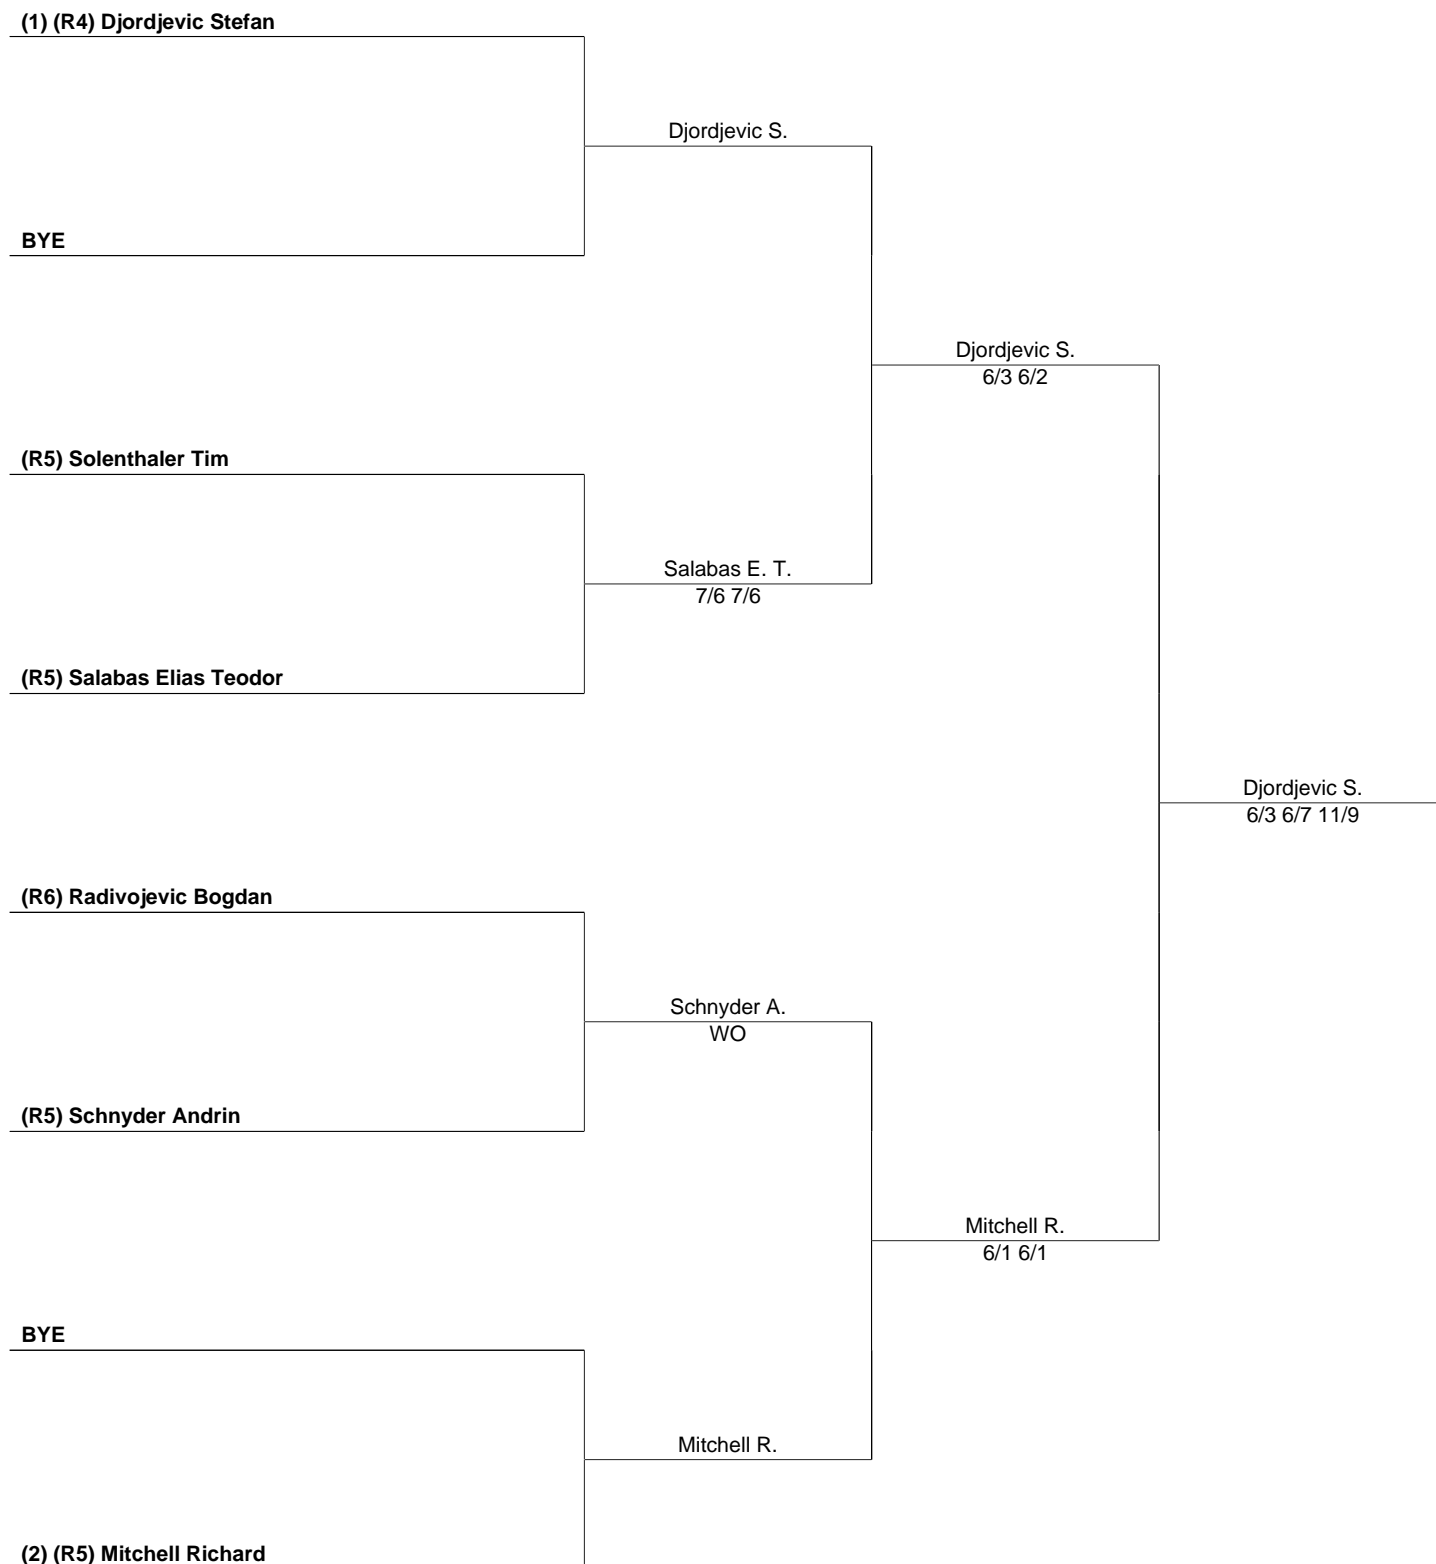 (1) (R4) Djordjevic Stefan
Djordjevic S.
BYE
Djordjevic S.
6/3 6/2
(R5) Solenthaler Tim
Salabas E. T.
7/6 7/6
(R5) Salabas Elias Teodor
Djordjevic S.
6/3 6/7 11/9
(R6) Radivojevic Bogdan
Schnyder A.
WO
(R5) Schnyder Andrin
Mitchell R.
6/1 6/1
BYE
Mitchell R.
(2) (R5) Mitchell Richard